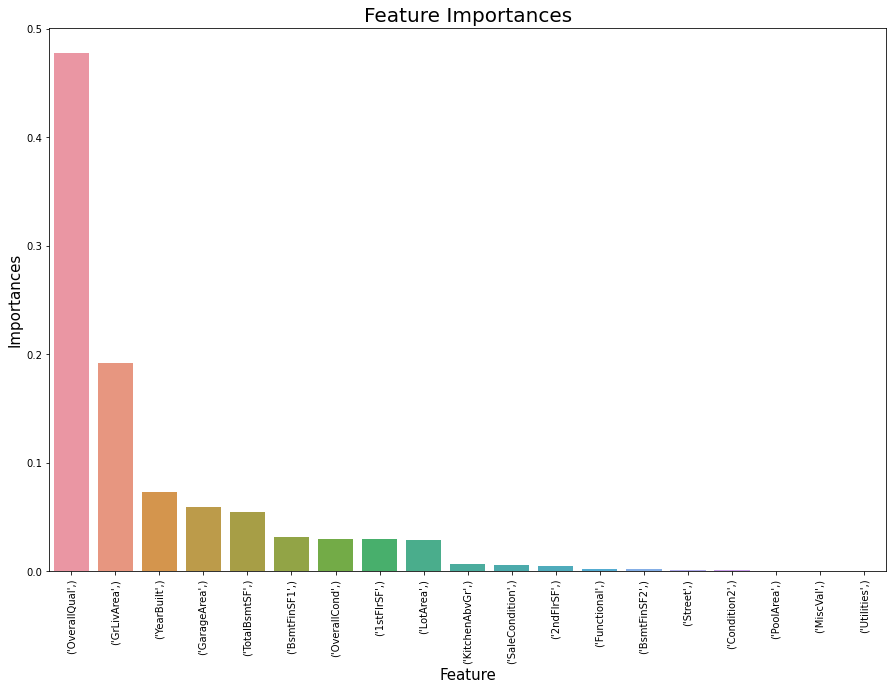 Feature Importances
Importances
0.5
0.4
0.3
0.2
0.1
0.0
('OverallQual',)
('GrLivArea',)
('YearBuilt',)
('GarageArea',)
('TotalBsmtSF',)
('BsmtFinSF1',)
('OverallCond',)
('1stFlrSF',)
('LotArea',)
('KitchenAbvGr',)
('SaleCondition',)
('2ndFlrSF',)
('Functional',)
('BsmtFinSF2',)
('Street',)
('Condition2',)
('PoolArea',)
('MiscVal',)
('Utilities',)
Feature